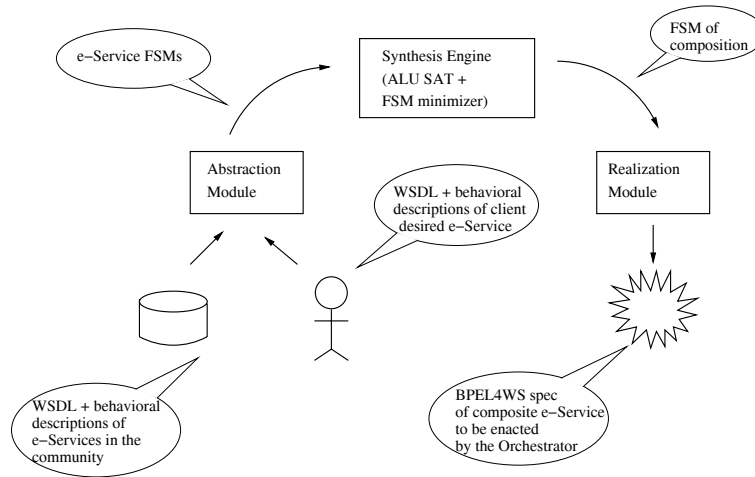 e−Service FSMs
Synthesis Engine
(ALU SAT +
FSM minimizer)
FSM of
composition
Abstraction
Module
WSDL + behavioral
descriptions of client
desired e−Service
Realization
Module
WSDL + behavioral
descriptions of
e−Services in the
community
BPEL4WS spec
of composite e−Service
to be enacted
by the Orchestrator